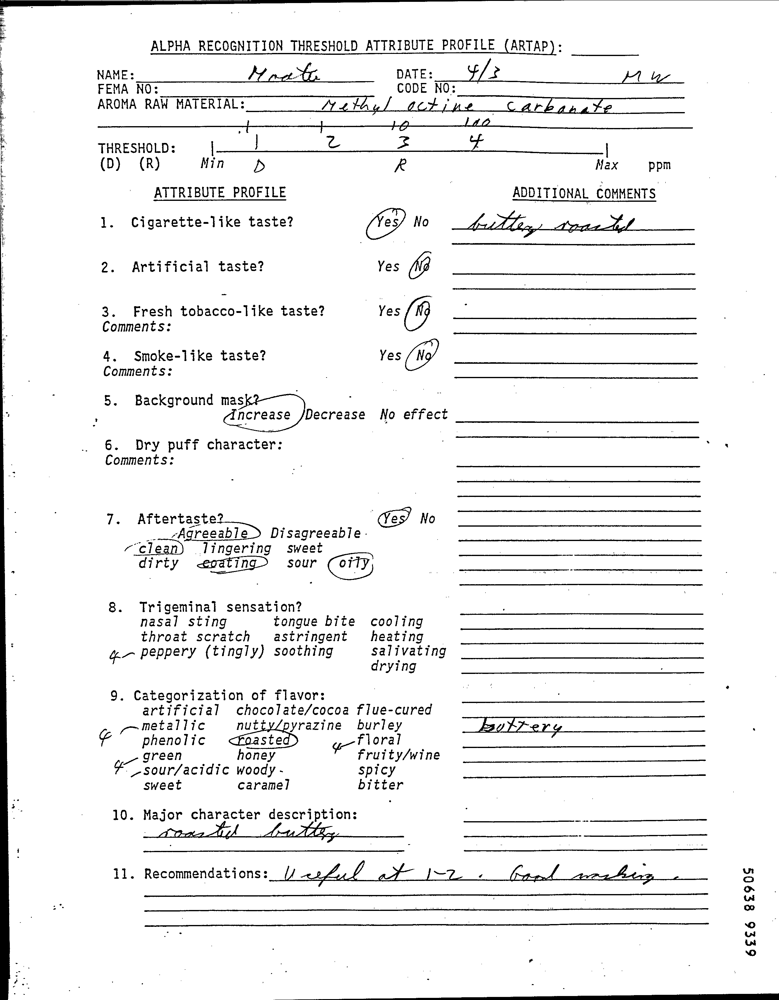 ALPHA RECOGNITION THRESHOLD ATTRIBUTE PROFILE (ARTAP):
NAME: DATE: 4/3 MW
FEMA NO: CODE NO:
AROMA RAW MATERIAL: Methyl octine carbonate
.1 1 10 100
THRESHOLD: 1 2 3 4
(D) (R) Min D R Max ppm
ATTRIBUTE PROFILE ADDITIONAL COMMENTS
1. Cigarette-like taste? Yes No buttery roasted
2. Artificial taste? Yes No
3. Fresh tobacco-like taste? Yes No
Comments:
4. Smoke-like taste? Yes No
Comments:
5. Background mask?
Increase Decrease No effect
6. Dry puff character:
Comments:
7. Aftertaste? Yes No
Agreeable Disagreeable
clean lingering sweet
dirty coating sour oily
8. Trigeminal sensation?
nasal sting tongue bite cooling
throat scratch astringent heating
4 peppery (tingly) soothing salivating
drying
9. Categorization of flavor:
artificial chocolate/cocoa flue-cured
metallic nutty/pyrazine burley buttery
4 phenolic roasted 4 floral
green honey fruity/wine
4 sour/acidic woody spicy
sweet caramel bitter
10. Major character description:
roasted buttery
11. Recommendations: Useful at 1-2. Good masking.
50638 9339